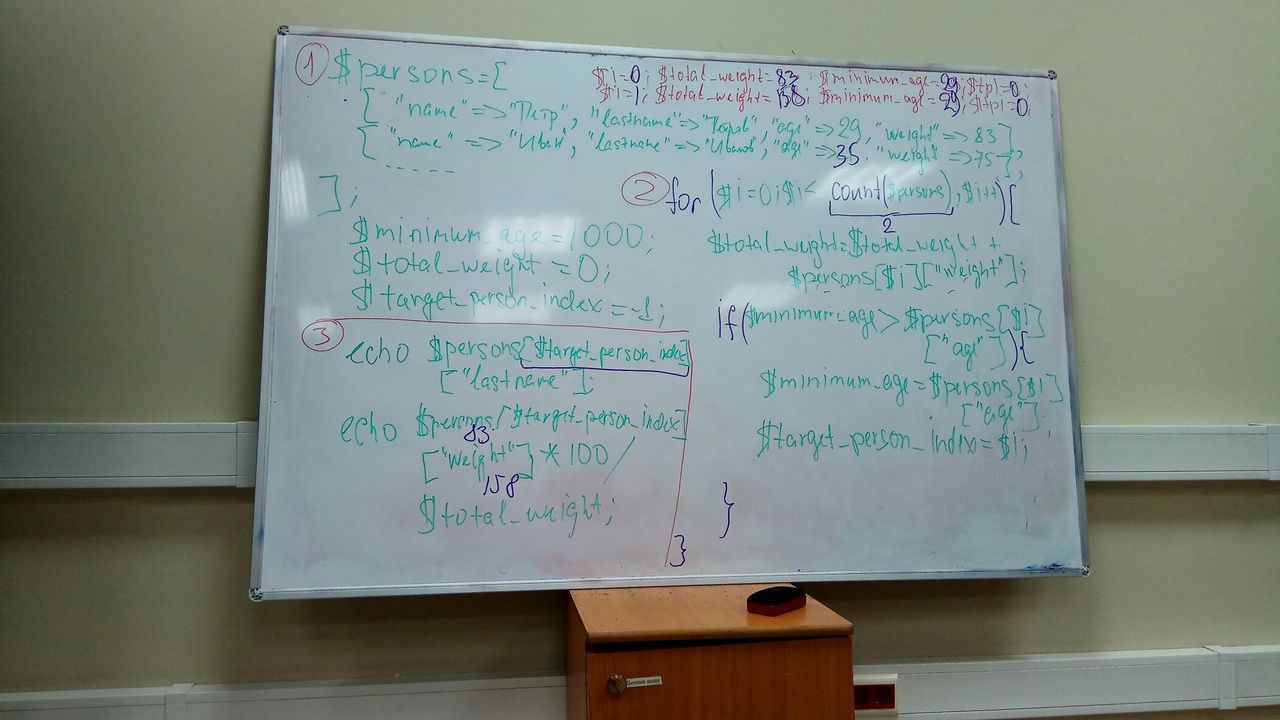 ① $persons=[
$i=0; $total_weight=83; $minimum_age=29; $tpi=0;
$i=1; $total_weight=158; $minimum_age=29; $tpi=0;
[ "name"=>"Петр", "lastname"=>"Петров", "age"=>29, "weight"=>83];
[ "name"=>"Иван", "lastname"=>"Иванов", "age"=>35, "weight"=>75];
-----
];
$minimum_age=1000;
$total_weight=0;
$target_person_index=-1;
② for($i=0;$i<count($persons);$i++){
2
$total_weight=$total_weight+
$persons[$i]["weight"];
if($minimum_age>$persons[$i]
["age"]){
$minimum_age=$persons[$i]
["age"];
$target_person_index=$i;
}
}
③ echo $persons[$target_person_index]
["lastname"];
echo $persons[$target_person_index]
83
["weight"]*100/
158
$total_weight;